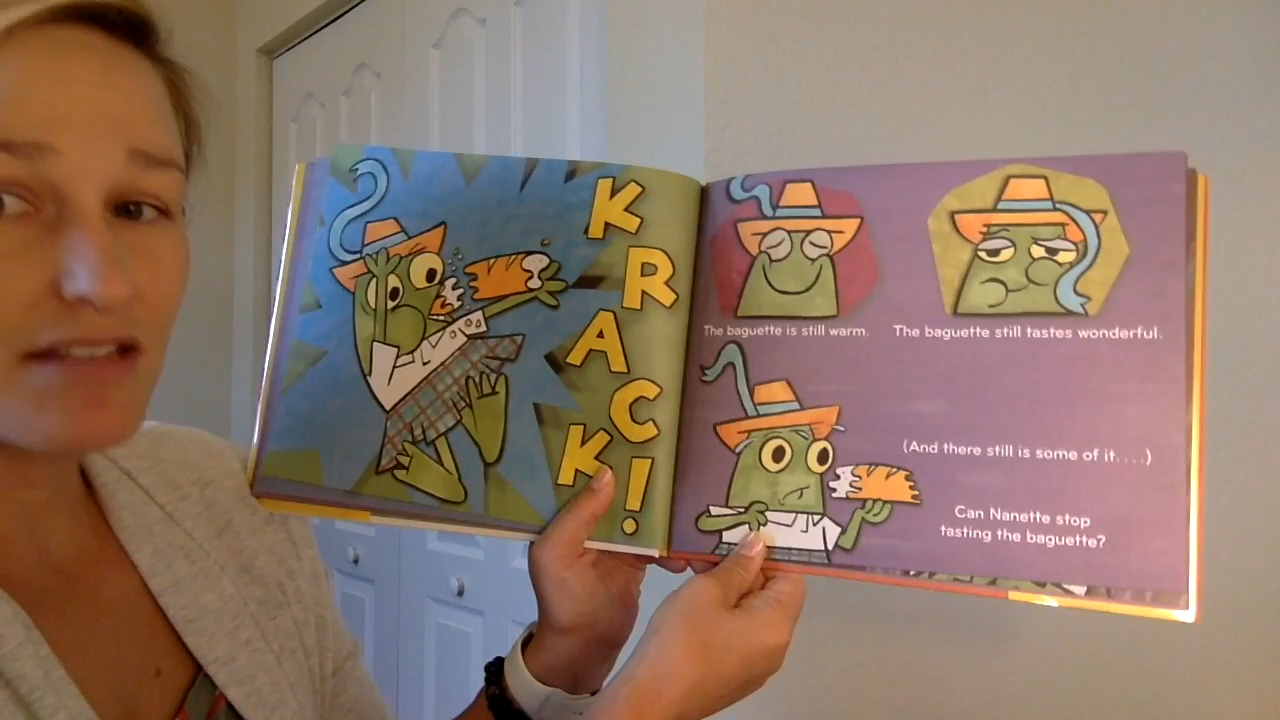 KRACK!
The baguette is still warm.
The baguette still tastes wonderful.
(And there still is some of it....)
Can Nanette stop
tasting the baguette?